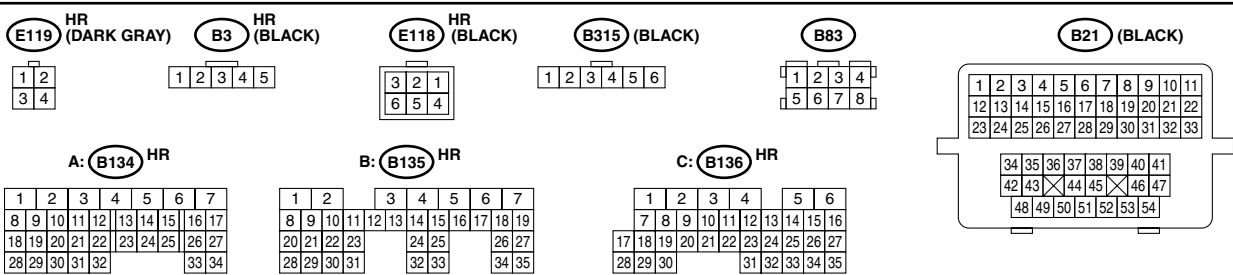 E119 HR (DARK GRAY)
1 2
3 4
B3 HR (BLACK)
1 2 3 4 5
E118 HR (BLACK)
3 2 1
6 5 4
B315 (BLACK)
1 2 3 4 5 6
B83
1 2 3 4
5 6 7 8
B21 (BLACK)
1 2 3 4 5 6 7 8 9 10 11
12 13 14 15 16 17 18 19 20 21 22
23 24 25 26 27 28 29 30 31 32 33
34 35 36 37 38 39 40 41
42 43 44 45 46 47
48 49 50 51 52 53 54
A: B134 HR
1 2 3 4 5 6 7
8 9 10 11 12 13 14 15 16 17
18 19 20 21 22 23 24 25 26 27
28 29 30 31 32 33 34
B: B135 HR
1 2 3 4 5 6 7
8 9 10 11 12 13 14 15 16 17 18 19
20 21 22 23 24 25 26 27
28 29 30 31 32 33 34 35
C: B136 HR
1 2 3 4 5 6
7 8 9 10 11 12 13 14 15 16
17 18 19 20 21 22 23 24 25 26 27
28 29 30 31 32 33 34 35